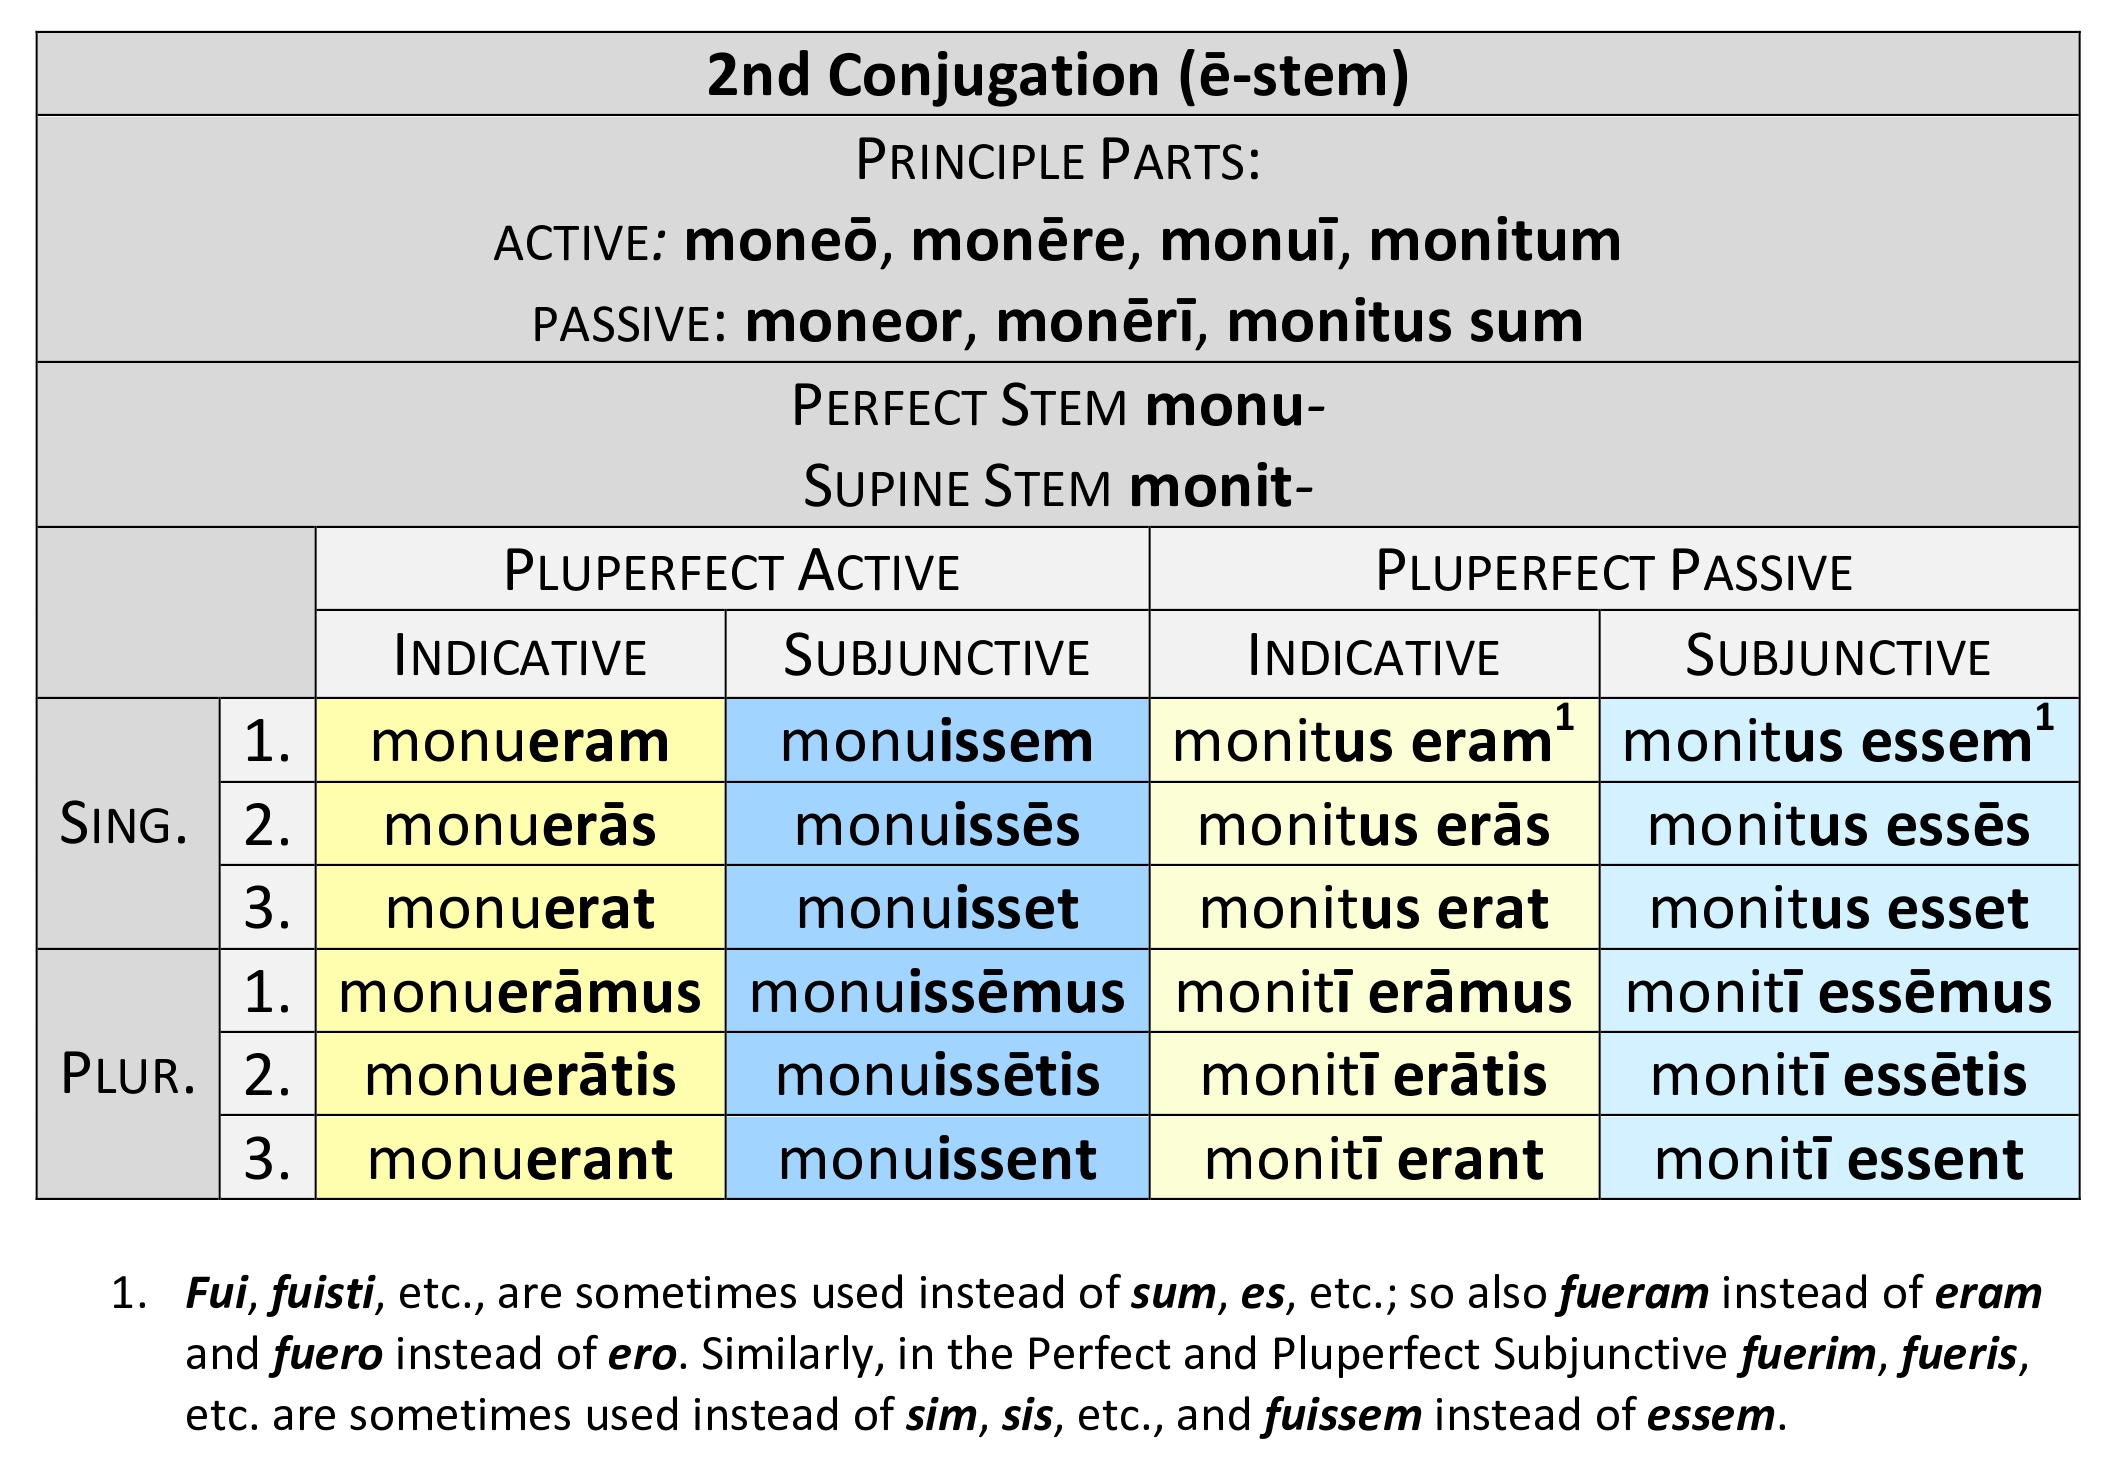 2nd Conjugation (ē-stem)
PRINCIPLE PARTS:
ACTIVE: moneō, monēre, monuī, monitum
PASSIVE: moneor, monērī, monitus sum
PERFECT STEM monu-
SUPINE STEM monit-
PLUPERFECT ACTIVE PLUPERFECT PASSIVE
INDICATIVE SUBJUNCTIVE INDICATIVE SUBJUNCTIVE
SING.
1. monueram monuissem monitus eram¹ monitus essem¹
2. monuerās monuissēs monitus erās monitus essēs
3. monuerat monuisset monitus erat monitus esset
PLUR.
1. monuerāmus monuissēmus monitī erāmus monitī essēmus
2. monuerātis monuissētis monitī erātis monitī essētis
3. monuerant monuissent monitī erant monitī essent
1. Fui, fuisti, etc., are sometimes used instead of sum, es, etc.; so also fueram instead of eram
and fuero instead of ero. Similarly, in the Perfect and Pluperfect Subjunctive fuerim, fueris,
etc. are sometimes used instead of sim, sis, etc., and fuissem instead of essem.